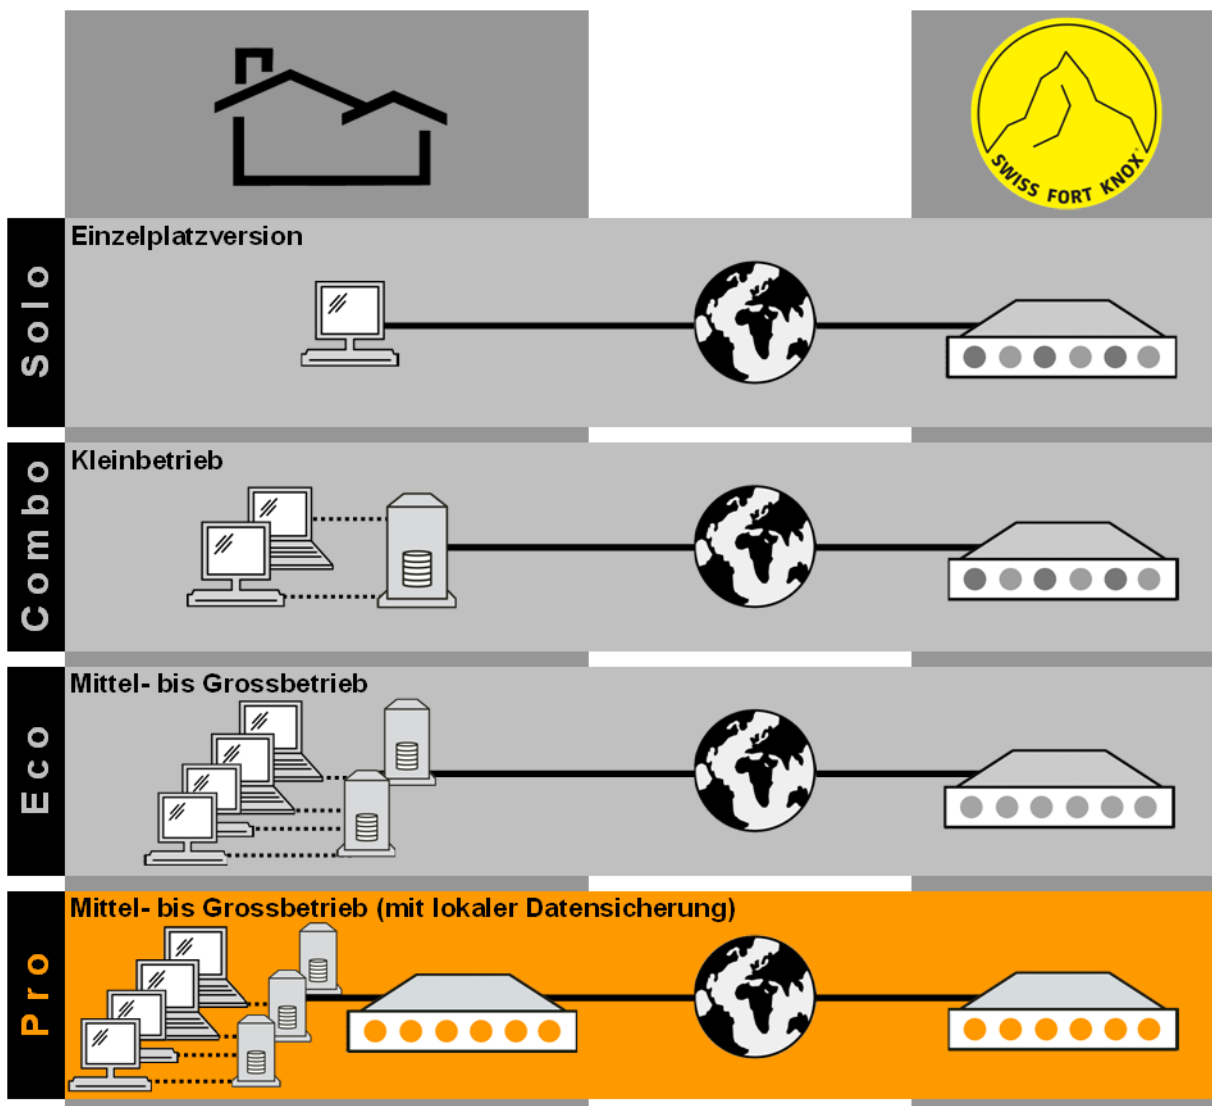 SWISS FORT KNOX®
Solo
Einzelplatzversion
Combo
Kleinbetrieb
Eco
Mittel- bis Grossbetrieb
Pro
Mittel- bis Grossbetrieb (mit lokaler Datensicherung)